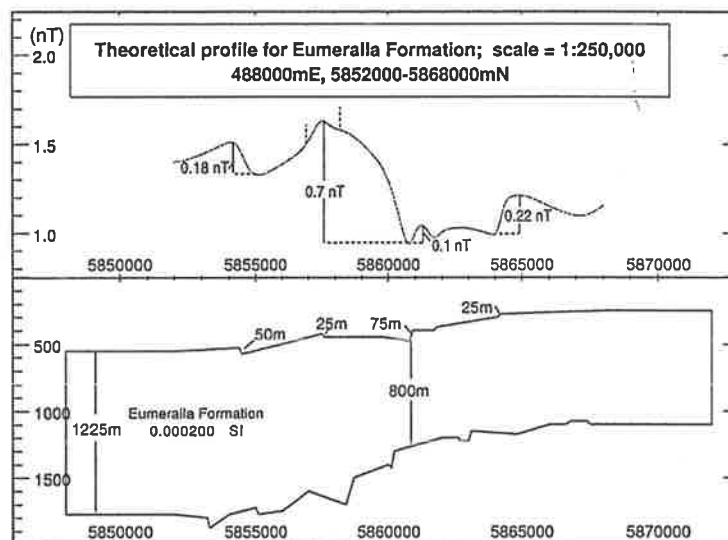 (nT)
Theoretical profile for Eumeralla Formation; scale = 1:250,000
488000mE, 5852000-5868000mN
2.0
1.5
1.0
0.18 nT
0.7 nT
0.1 nT
0.22 nT
5850000 5855000 5860000 5865000 5870000
50m 25m 75m 25m
500
1000
1500
1225m
Eumeralla Formation
0.000200 SI
800m
5850000 5855000 5860000 5865000 5870000